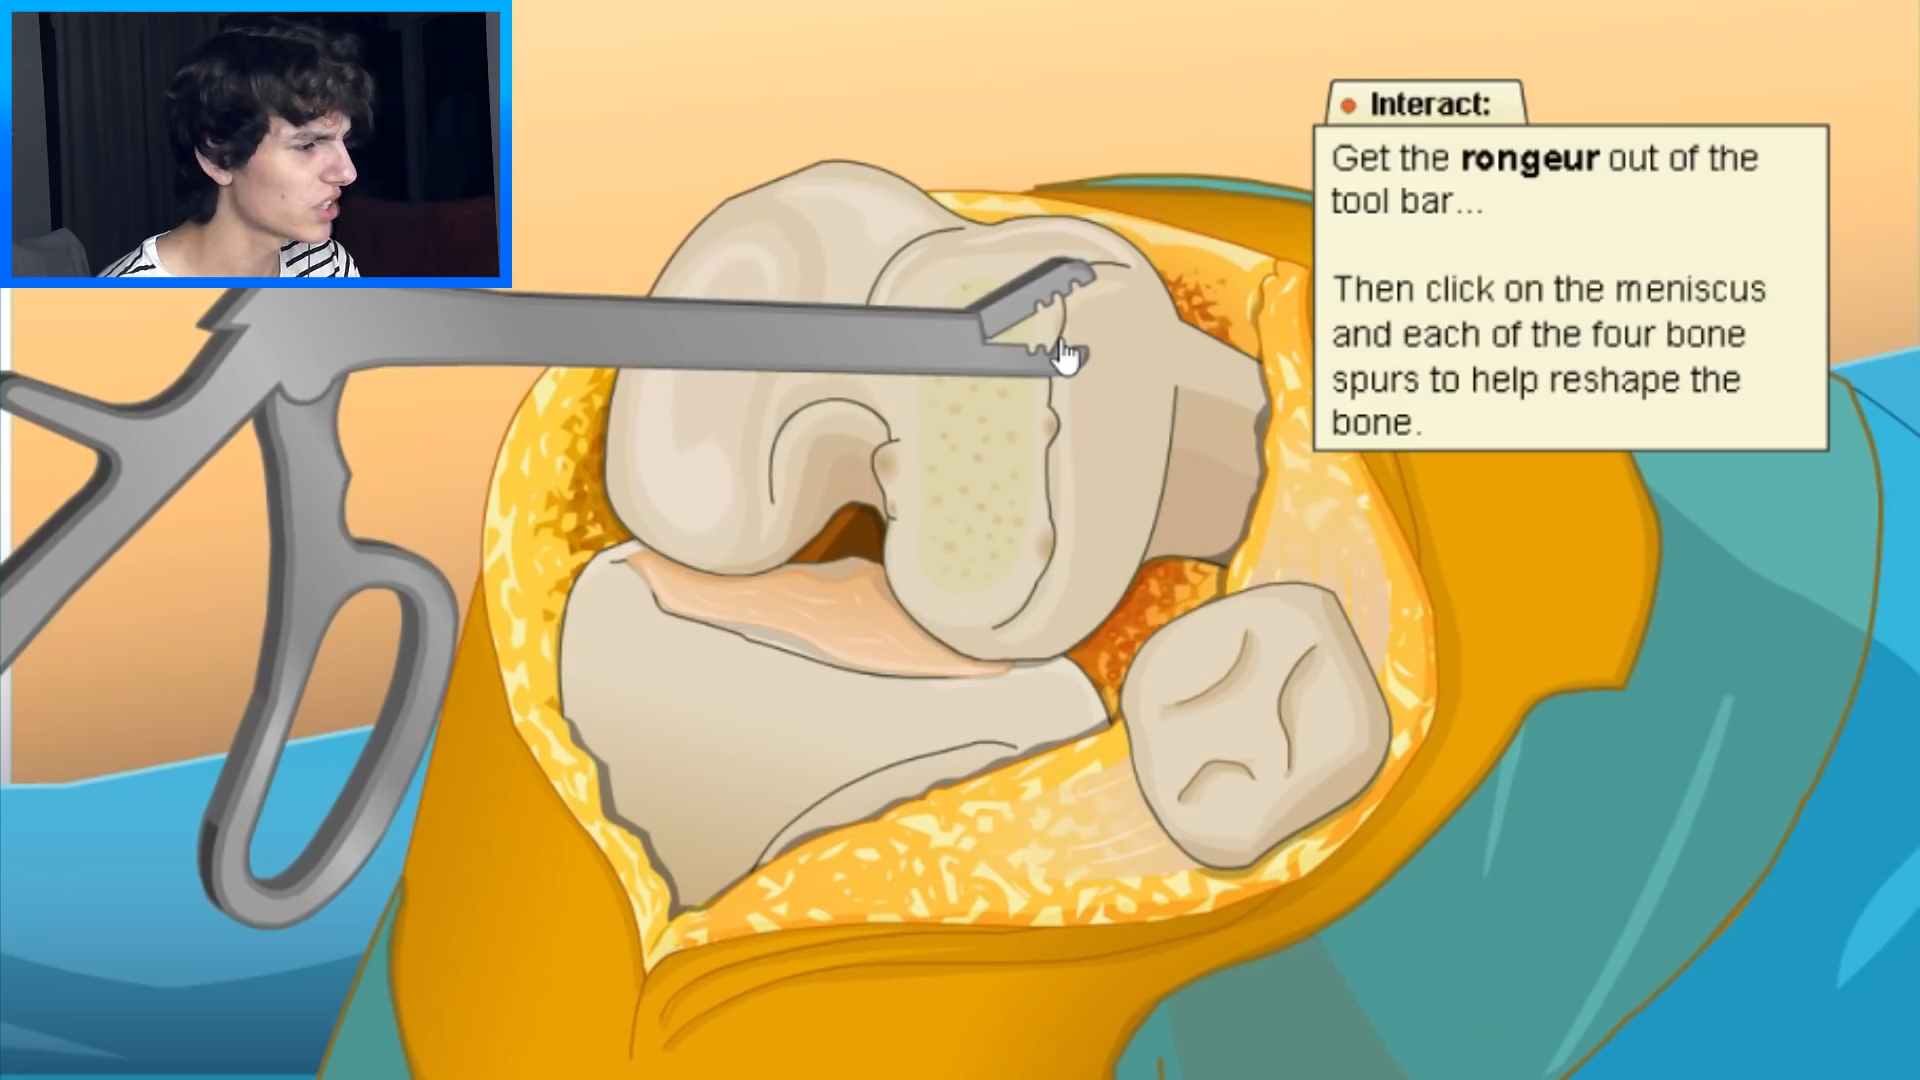 Interact:
Get the rongeur out of the
tool bar...
Then click on the meniscus
and each of the four bone
spurs to help reshape the
bone.